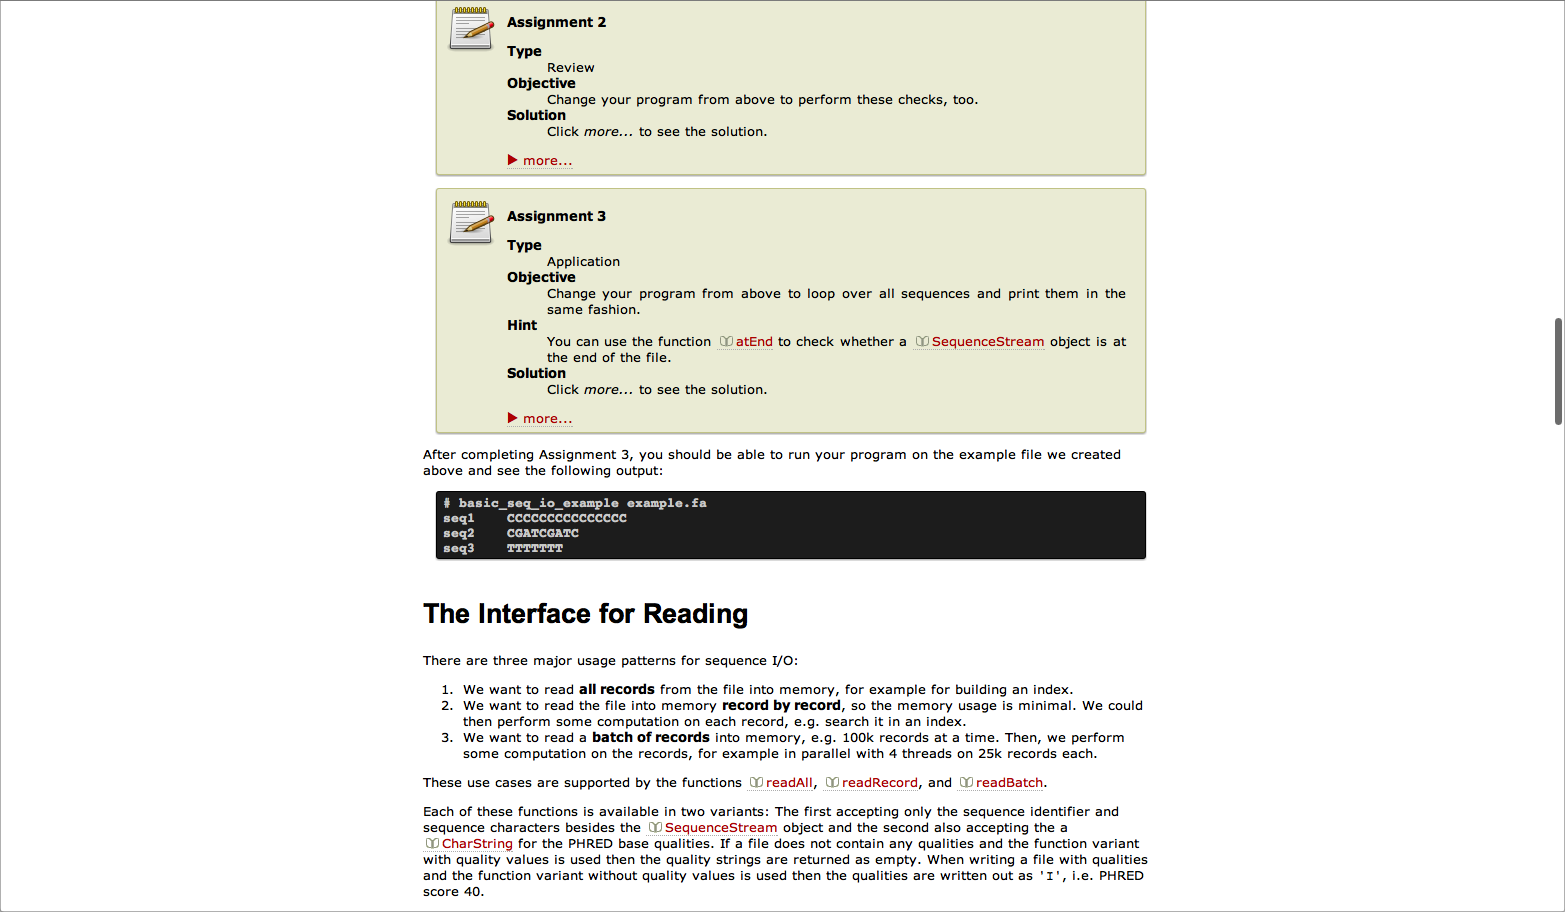 Assignment 2
Type
Review
Objective
Change your program from above to perform these checks, too.
Solution
Click more... to see the solution.
more...
Assignment 3
Type
Application
Objective
Change your program from above to loop over all sequences and print them in the
same fashion.
Hint
You can use the function atEnd to check whether a SequenceStream object is at
the end of the file.
Solution
Click more... to see the solution.
more...
After completing Assignment 3, you should be able to run your program on the example file we created
above and see the following output:
# basic_seq_io_example example.fa
seq1    CCCCCCCCCCCCCCC
seq2    CGATCGATC
seq3    TTTTTTT
The Interface for Reading
There are three major usage patterns for sequence I/O:
1. We want to read all records from the file into memory, for example for building an index.
2. We want to read the file into memory record by record, so the memory usage is minimal. We could
then perform some computation on each record, e.g. search it in an index.
3. We want to read a batch of records into memory, e.g. 100k records at a time. Then, we perform
some computation on the records, for example in parallel with 4 threads on 25k records each.
These use cases are supported by the functions readAll, readRecord, and readBatch.
Each of these functions is available in two variants: The first accepting only the sequence identifier and
sequence characters besides the SequenceStream object and the second also accepting the a
CharString for the PHRED base qualities. If a file does not contain any qualities and the function variant
with quality values is used then the quality strings are returned as empty. When writing a file with qualities
and the function variant without quality values is used then the qualities are written out as 'I', i.e. PHRED
score 40.